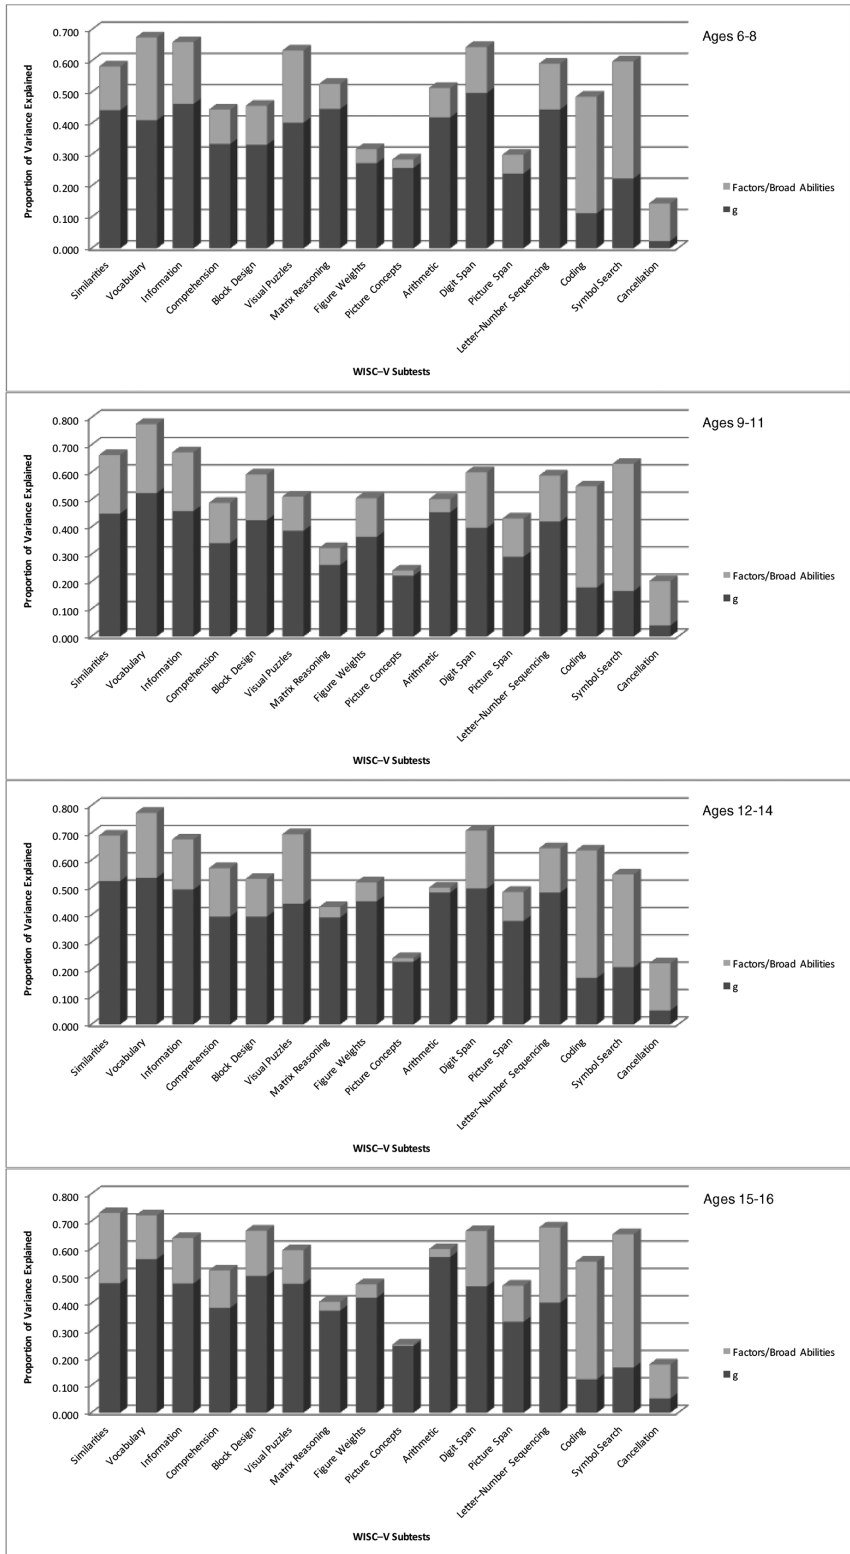 Ages 6-8
Proportion of Variance Explained
0.700
0.600
0.500
0.400
0.300
0.200
0.100
0.000
Similarities
Vocabulary
Information
Comprehension
Block Design
Visual Puzzles
Matrix Reasoning
Figure Weights
Picture Concepts
Arithmetic
Digit Span
Picture Span
Letter–Number Sequencing
Coding
Symbol Search
Cancellation
WISC–V Subtests
Factors/Broad Abilities
g
Ages 9-11
Proportion of Variance Explained
0.800
0.700
0.600
0.500
0.400
0.300
0.200
0.100
0.000
Similarities
Vocabulary
Information
Comprehension
Block Design
Visual Puzzles
Matrix Reasoning
Figure Weights
Picture Concepts
Arithmetic
Digit Span
Picture Span
Letter–Number Sequencing
Coding
Symbol Search
Cancellation
WISC–V Subtests
Factors/Broad Abilities
g
Ages 12-14
Proportion of Variance Explained
0.800
0.700
0.600
0.500
0.400
0.300
0.200
0.100
0.000
Similarities
Vocabulary
Information
Comprehension
Block Design
Visual Puzzles
Matrix Reasoning
Figure Weights
Picture Concepts
Arithmetic
Digit Span
Picture Span
Letter–Number Sequencing
Coding
Symbol Search
Cancellation
WISC–V Subtests
Factors/Broad Abilities
g
Ages 15-16
Proportion of Variance Explained
0.800
0.700
0.600
0.500
0.400
0.300
0.200
0.100
0.000
Similarities
Vocabulary
Information
Comprehension
Block Design
Visual Puzzles
Matrix Reasoning
Figure Weights
Picture Concepts
Arithmetic
Digit Span
Picture Span
Letter–Number Sequencing
Coding
Symbol Search
Cancellation
WISC–V Subtests
Factors/Broad Abilities
g